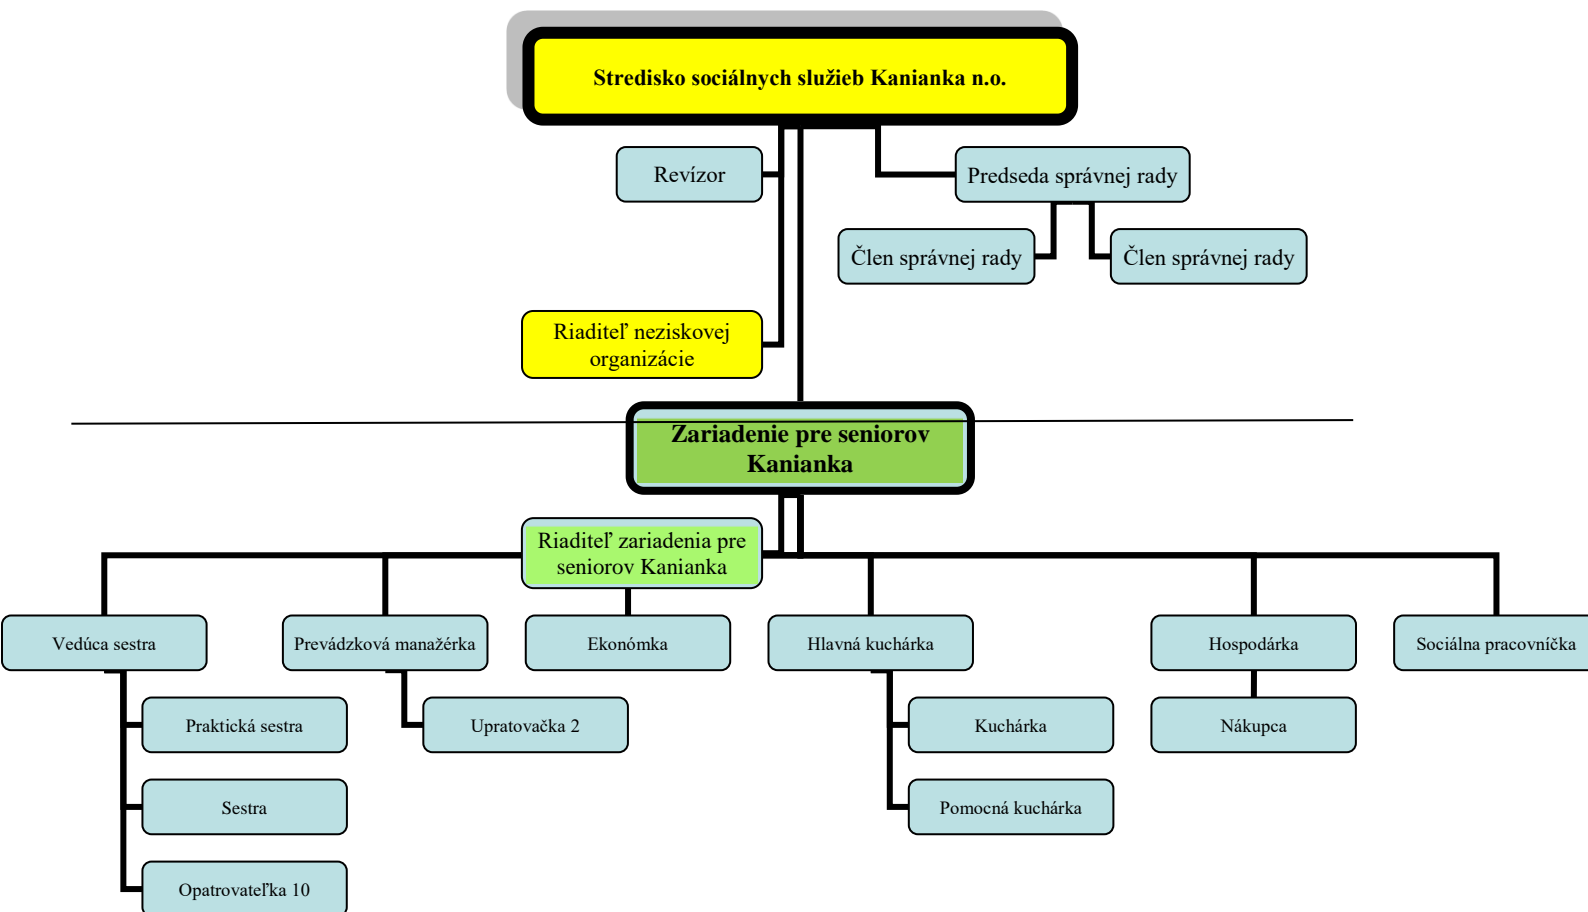 Stredisko sociálnych služieb Kanianka n.o.
Revízor
Predseda správnej rady
Člen správnej rady
Člen správnej rady
Riaditeľ neziskovej
organizácie
Zariadenie pre seniorov
Kanianka
Riaditeľ zariadenia pre
seniorov Kanianka
Vedúca sestra
Prevádzková manažérka
Ekonómka
Hlavná kuchárka
Hospodárka
Sociálna pracovníčka
Praktická sestra
Upratovačka 2
Kuchárka
Nákupca
Sestra
Pomocná kuchárka
Opatrovateľka 10